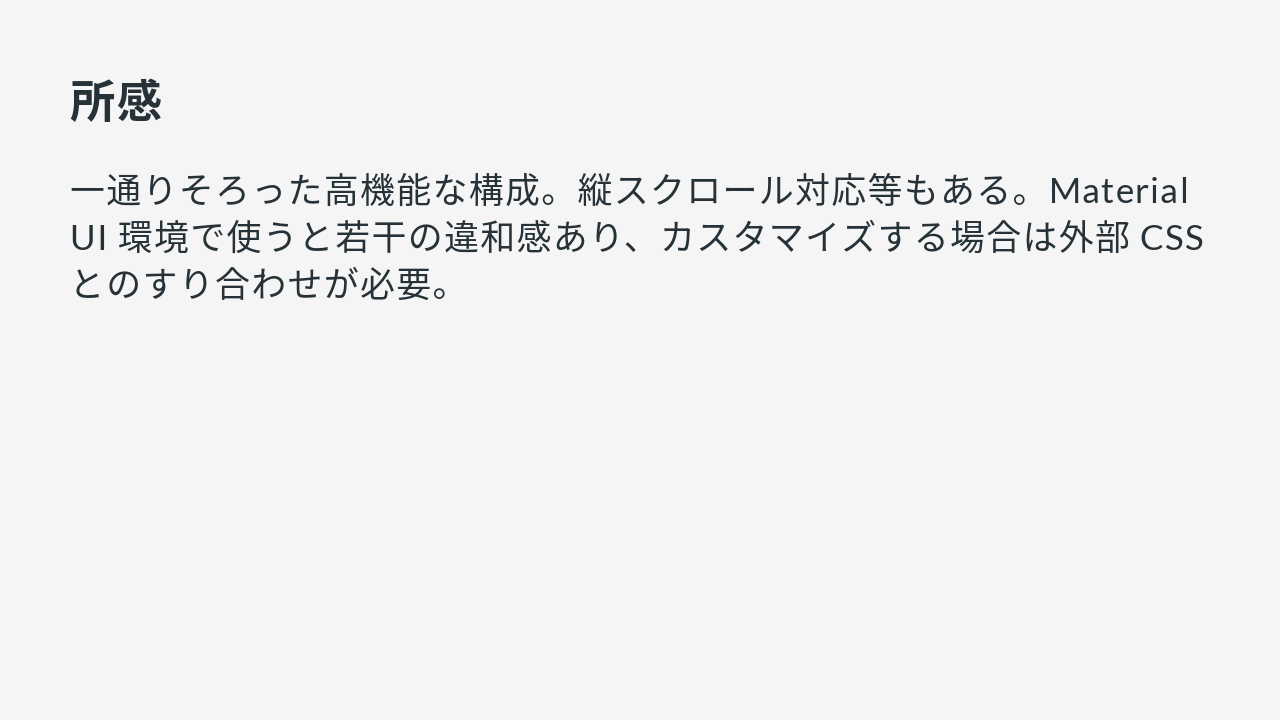 所感
一通りそろった高機能な構成。縦スクロール対応等もある。Material
UI 環境で使うと若干の違和感あり、カスタマイズする場合は外部 CSS
とのすり合わせが必要。